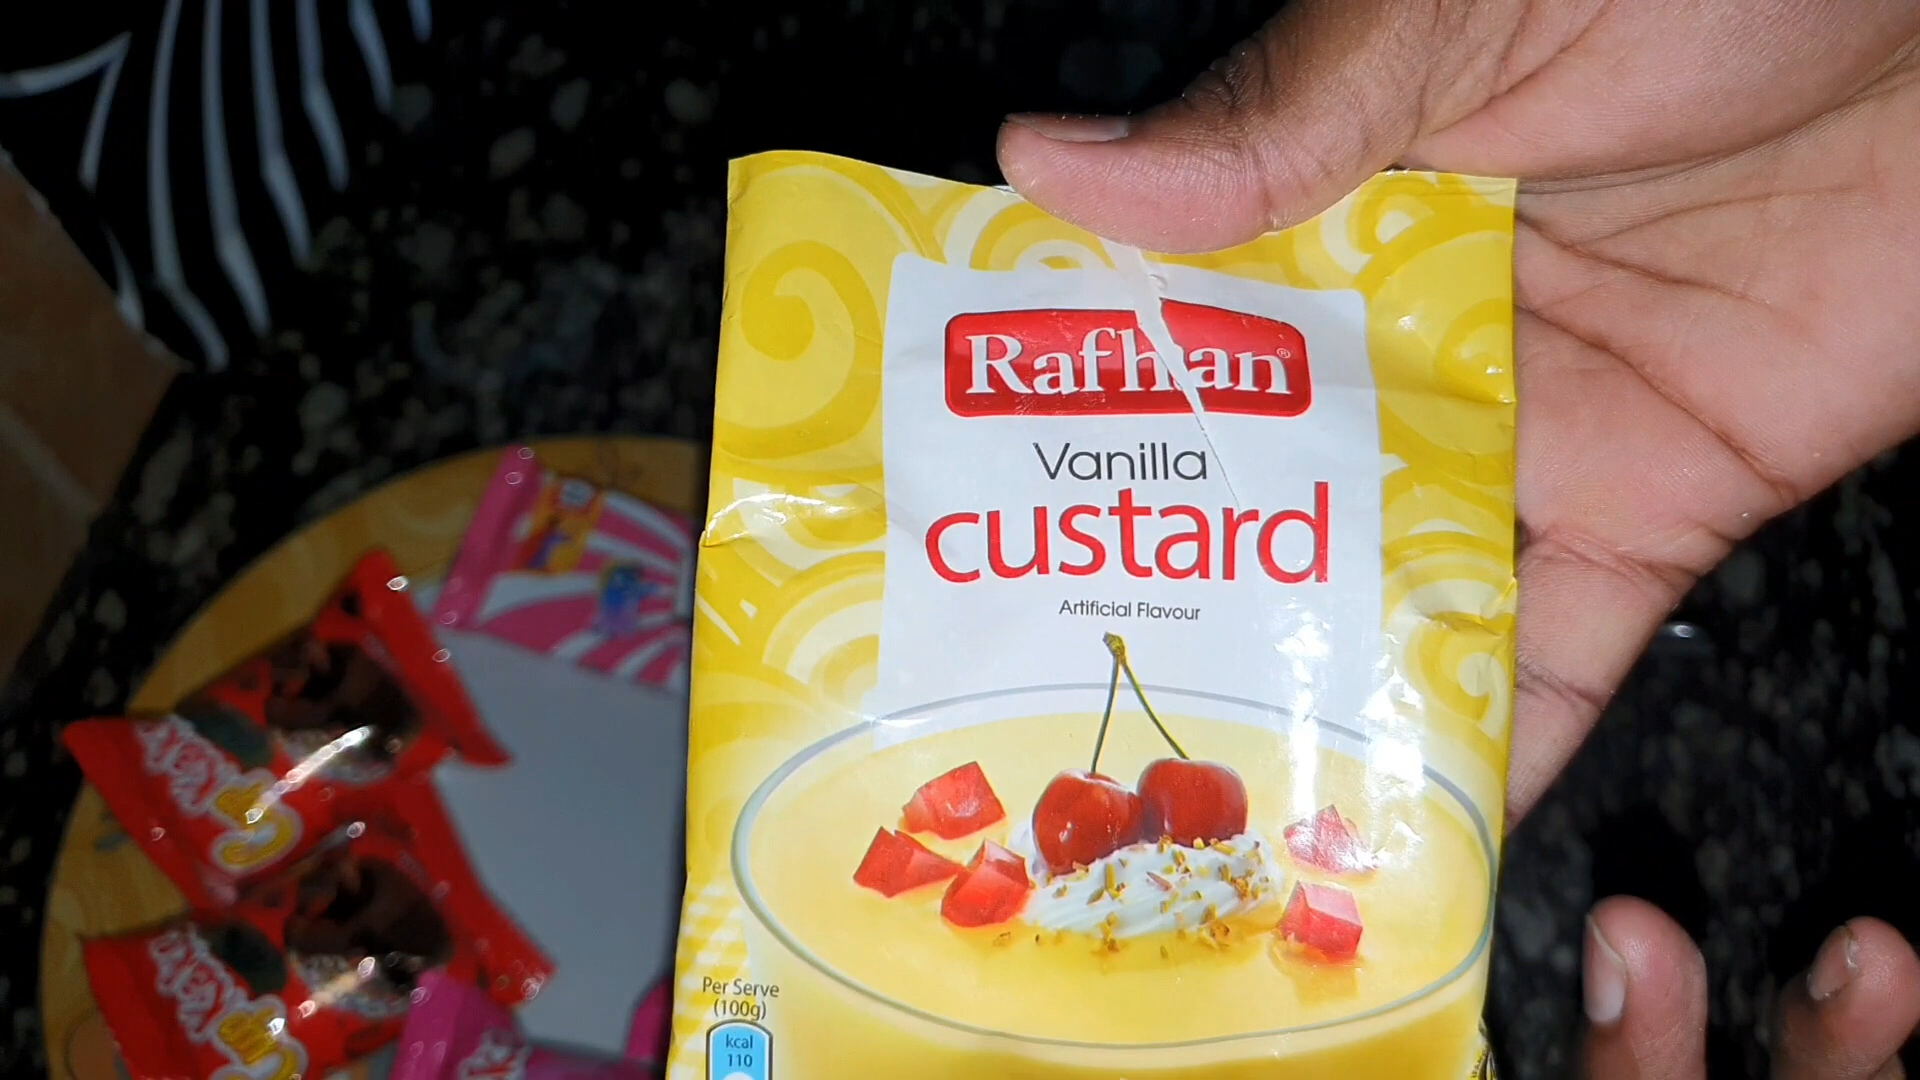 Rafhan®
Vanilla
custard
Artificial Flavour
Per Serve
(100g)
kcal
110